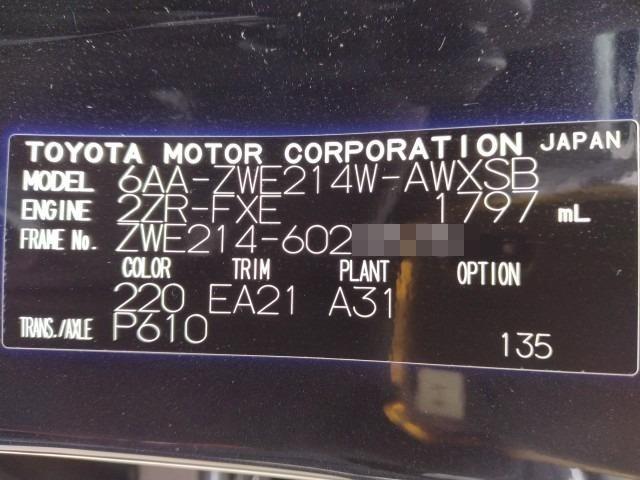 TOYOTA MOTOR CORPORATION JAPAN
MODEL 6AA-ZWE214W-AWXSB
ENGINE 2ZR-FXE 1797 mL
FRAME No. ZWE214-602
COLOR TRIM PLANT OPTION
220 EA21 A31
TRANS./AXLE P610
135